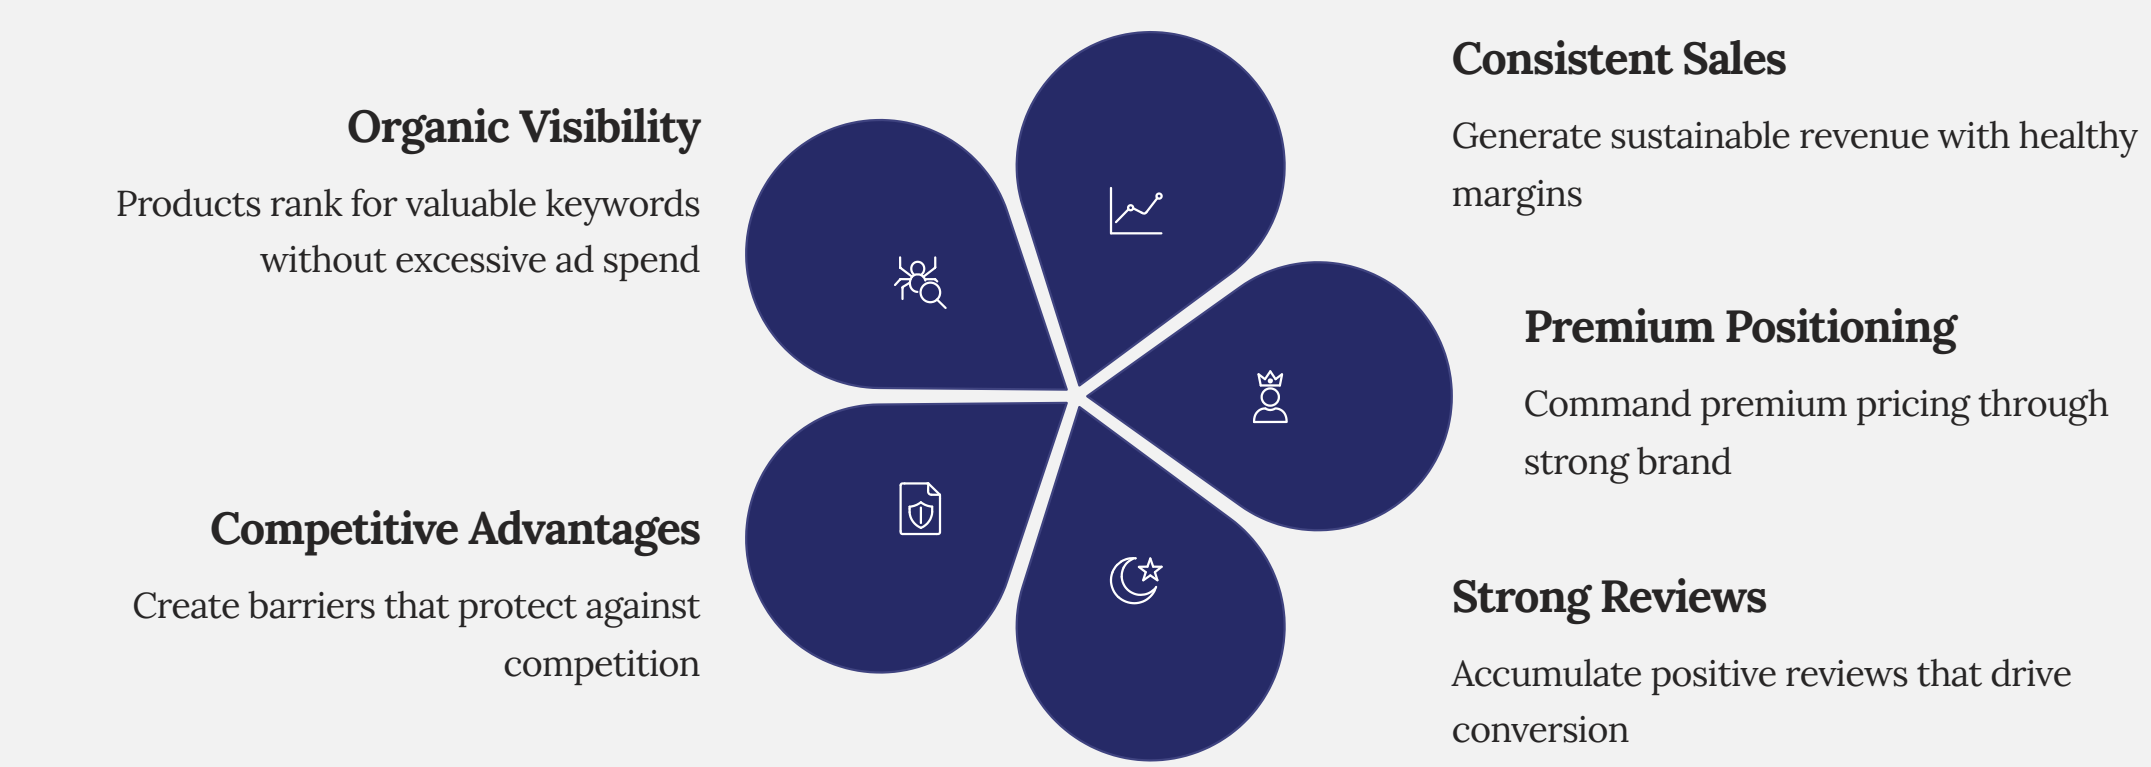 Organic Visibility
Products rank for valuable keywords
without excessive ad spend
Competitive Advantages
Create barriers that protect against
competition
Consistent Sales
Generate sustainable revenue with healthy
margins
Premium Positioning
Command premium pricing through
strong brand
Strong Reviews
Accumulate positive reviews that drive
conversion